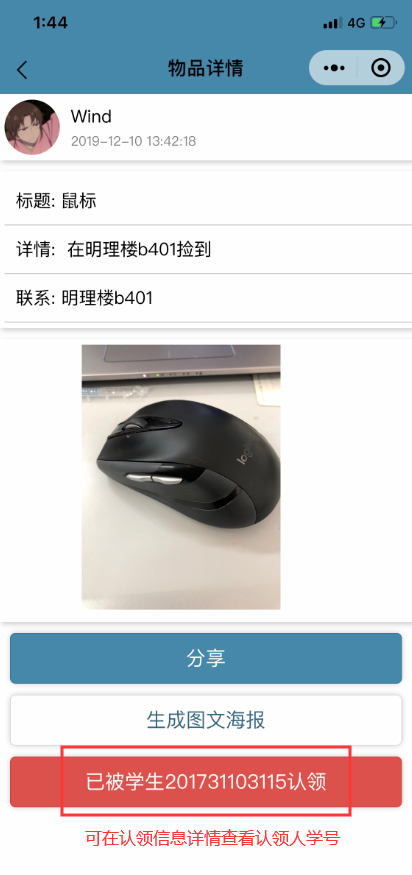 1:44
4G
物品详情
Wind
2019-12-10 13:42:18
标题: 鼠标
详情: 在明理楼b401捡到
联系: 明理楼b401
分享
生成图文海报
已被学生201731103115认领
可在认领信息详情查看认领人学号